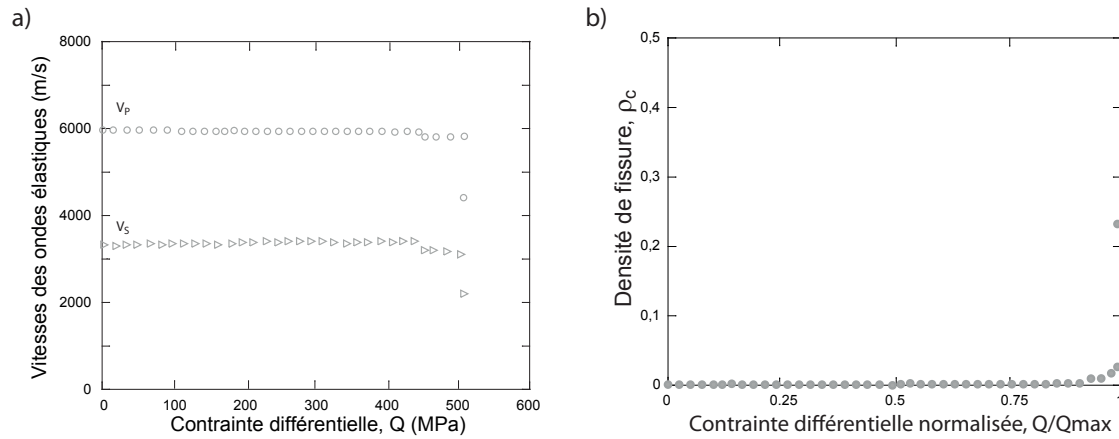 a)
Vitesses des ondes élastiques (m/s)
8000
6000
4000
2000
0
V_P
V_S
0 100 200 300 400 500 600
Contrainte différentielle, Q (MPa)
b)
Densité de fissure, ρc
0,5
0,4
0,3
0,2
0,1
0
0 0.25 0.5 0.75 1
Contrainte différentielle normalisée, Q/Qmax